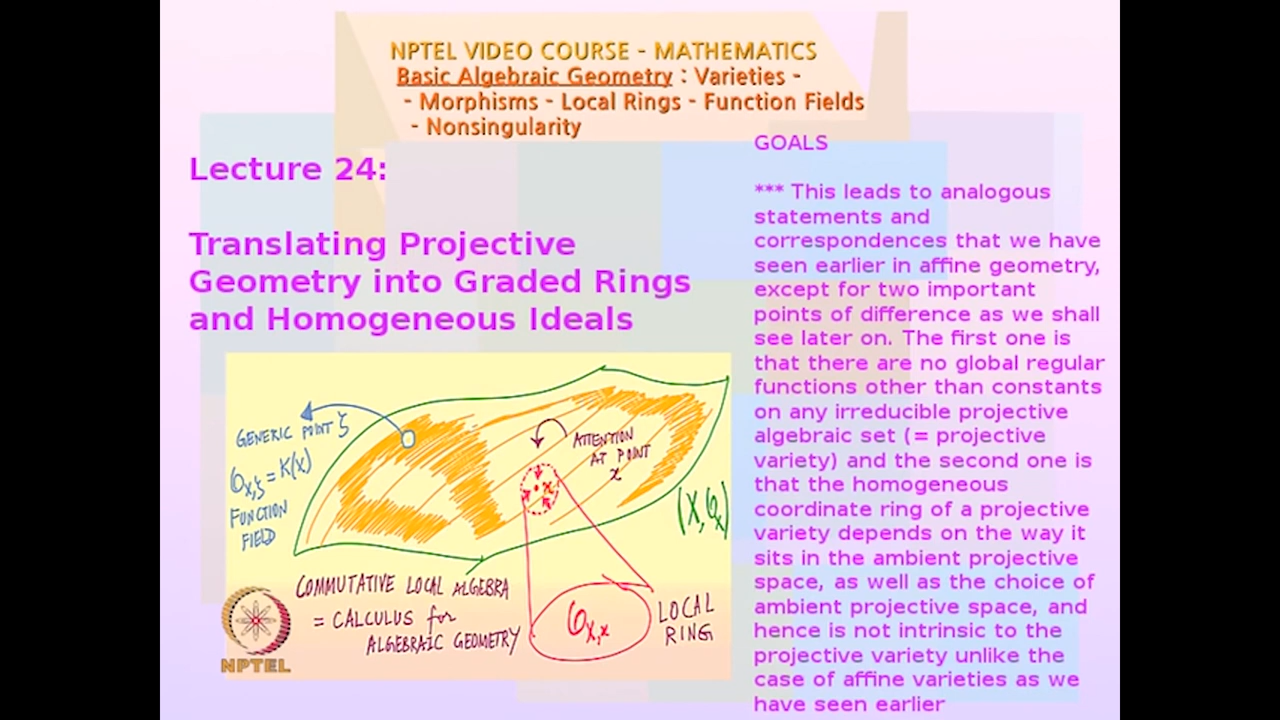 NPTEL VIDEO COURSE - MATHEMATICS
Basic Algebraic Geometry : Varieties -
- Morphisms - Local Rings - Function Fields
- Nonsingularity
Lecture 24:
Translating Projective
Geometry into Graded Rings
and Homogeneous Ideals
GENERIC POINT ξ
O_{X,ξ} = K(X)
FUNCTION
FIELD
ATTENTION
AT POINT
x
(X, O_X)
COMMUTATIVE LOCAL ALGEBRA
= CALCULUS for
ALGEBRAIC GEOMETRY
O_{X,x}
LOCAL
RING
NPTEL
GOALS
*** This leads to analogous
statements and
correspondences that we have
seen earlier in affine geometry,
except for two important
points of difference as we shall
see later on. The first one is
that there are no global regular
functions other than constants
on any irreducible projective
algebraic set (= projective
variety) and the second one is
that the homogeneous
coordinate ring of a projective
variety depends on the way it
sits in the ambient projective
space, as well as the choice of
ambient projective space, and
hence is not intrinsic to the
projective variety unlike the
case of affine varieties as we
have seen earlier